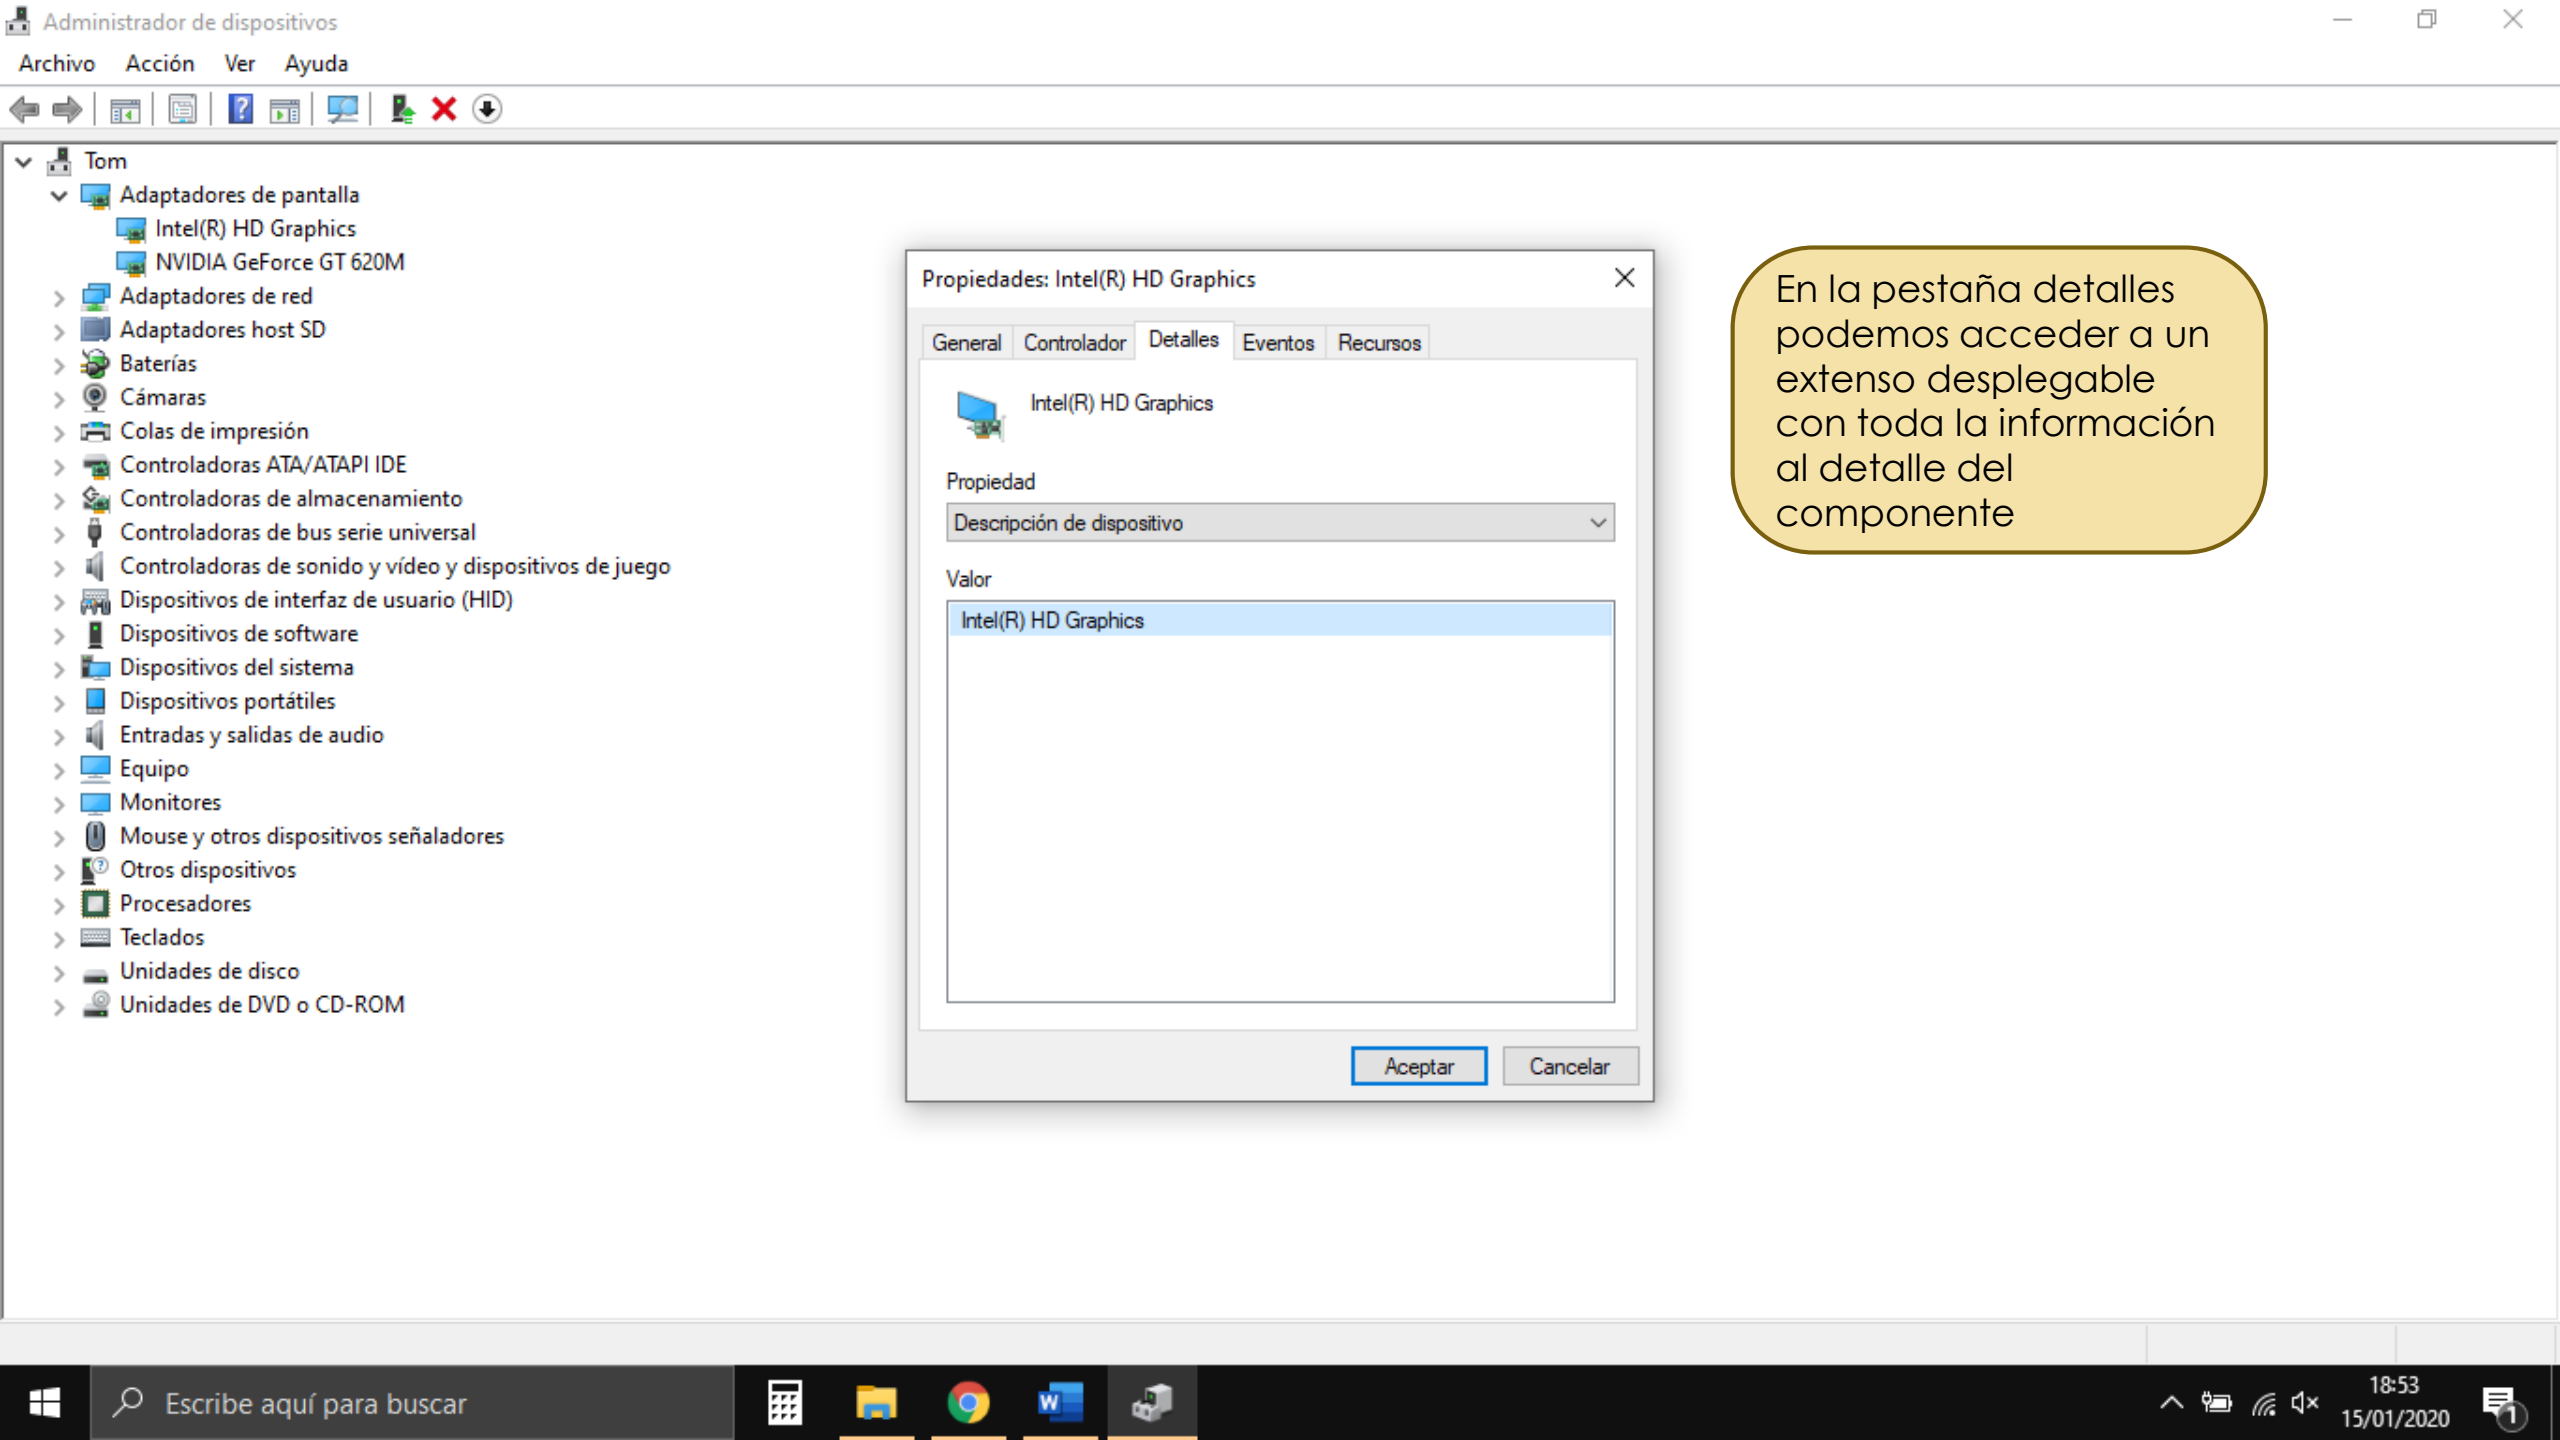 Administrador de dispositivos
Archivo Acción Ver Ayuda
Tom
Adaptadores de pantalla
Intel(R) HD Graphics
NVIDIA GeForce GT 620M
Adaptadores de red
Adaptadores host SD
Baterías
Cámaras
Colas de impresión
Controladoras ATA/ATAPI IDE
Controladoras de almacenamiento
Controladoras de bus serie universal
Controladoras de sonido y vídeo y dispositivos de juego
Dispositivos de interfaz de usuario (HID)
Dispositivos de software
Dispositivos del sistema
Dispositivos portátiles
Entradas y salidas de audio
Equipo
Monitores
Mouse y otros dispositivos señaladores
Otros dispositivos
Procesadores
Teclados
Unidades de disco
Unidades de DVD o CD-ROM
Propiedades: Intel(R) HD Graphics
General Controlador Detalles Eventos Recursos
Intel(R) HD Graphics
Propiedad
Descripción de dispositivo
Valor
Intel(R) HD Graphics
Aceptar Cancelar
En la pestaña detalles
podemos acceder a un
extenso desplegable
con toda la información
al detalle del
componente
Escribe aquí para buscar
18:53
15/01/2020
1